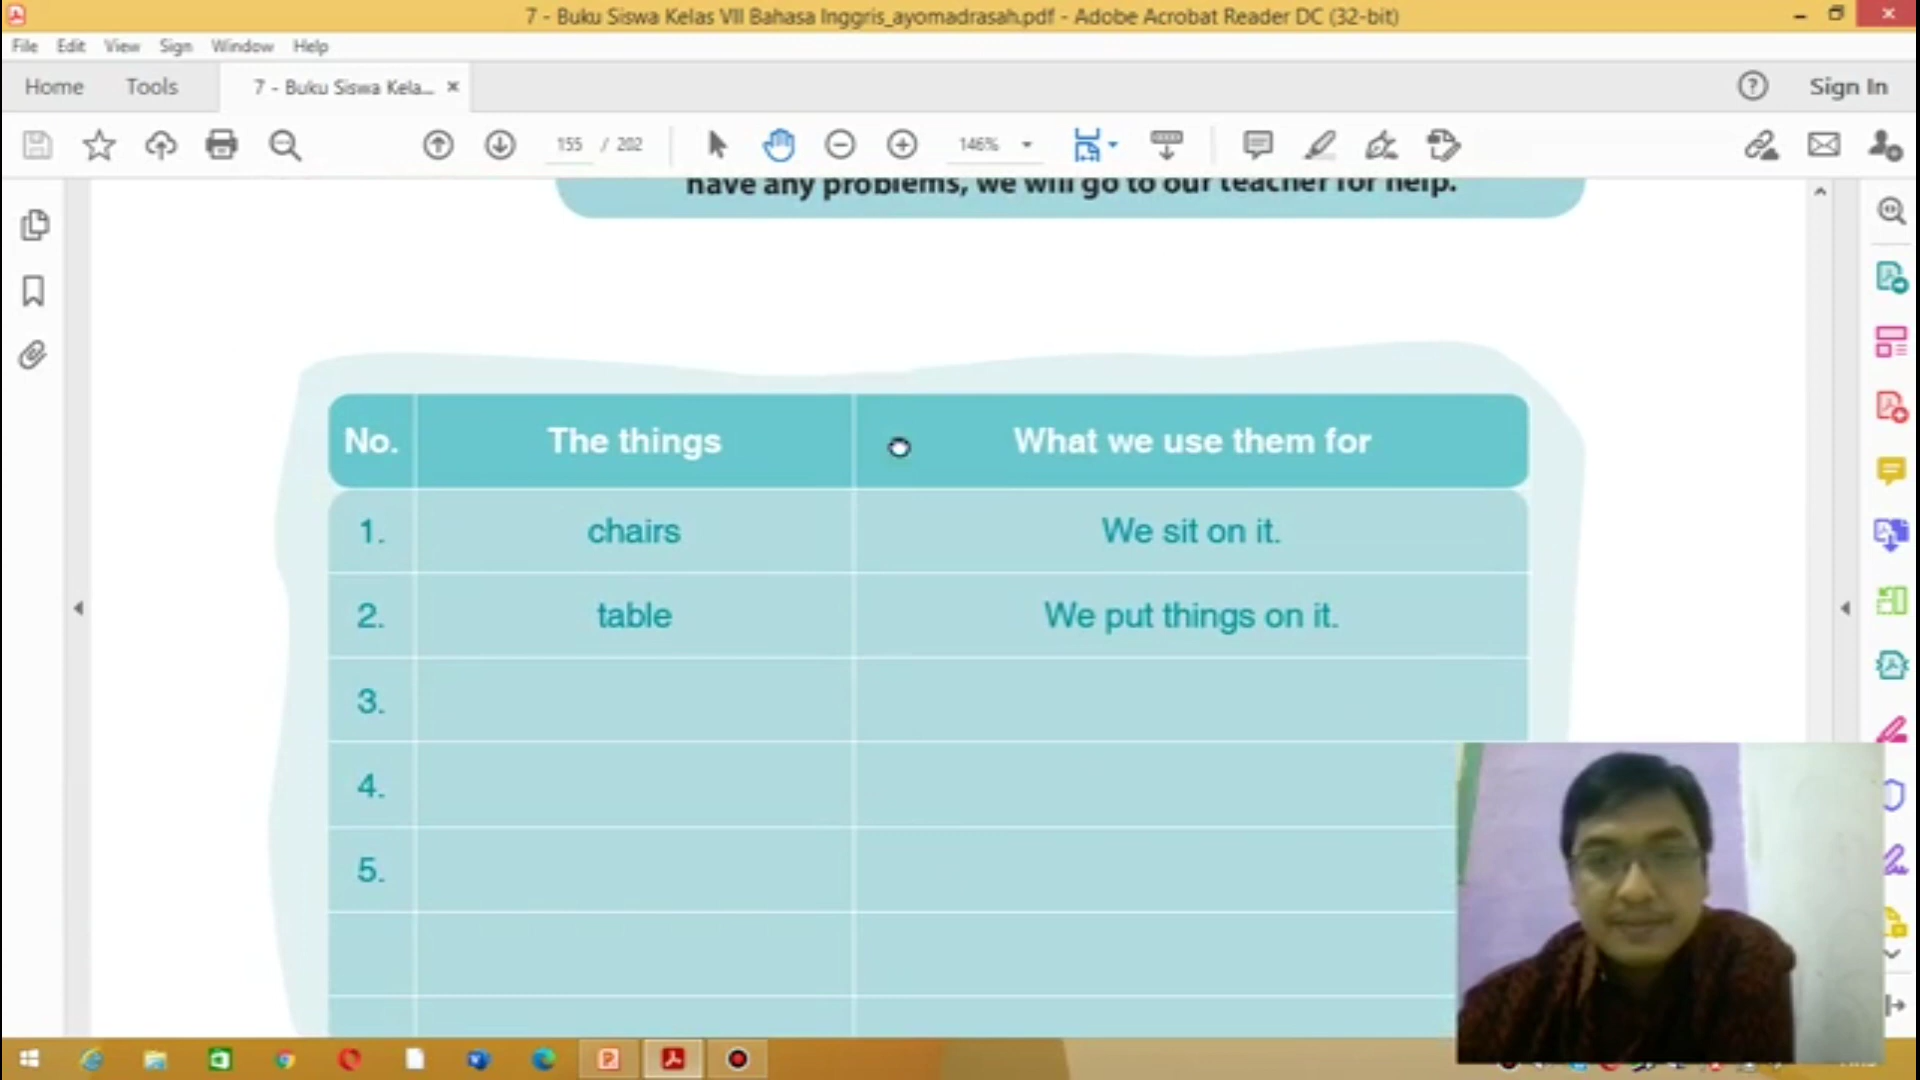 7 - Buku Siswa Kelas VII Bahasa Inggris_ayomadrasah.pdf - Adobe Acrobat Reader DC (32-bit)
File Edit View Sign Window Help
Home Tools 7 - Buku Siswa Kela... × ? Sign In
155 / 202 146%
have any problems, we will go to our teacher for help.
No. The things What we use them for
1. chairs We sit on it.
2. table We put things on it.
3.
4.
5.